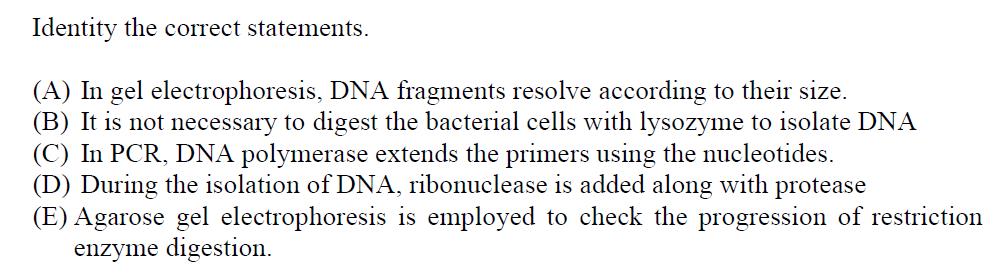 Identity the correct statements.
(A) In gel electrophoresis, DNA fragments resolve according to their size.
(B) It is not necessary to digest the bacterial cells with lysozyme to isolate DNA
(C) In PCR, DNA polymerase extends the primers using the nucleotides.
(D) During the isolation of DNA, ribonuclease is added along with protease
(E) Agarose gel electrophoresis is employed to check the progression of restriction
enzyme digestion.